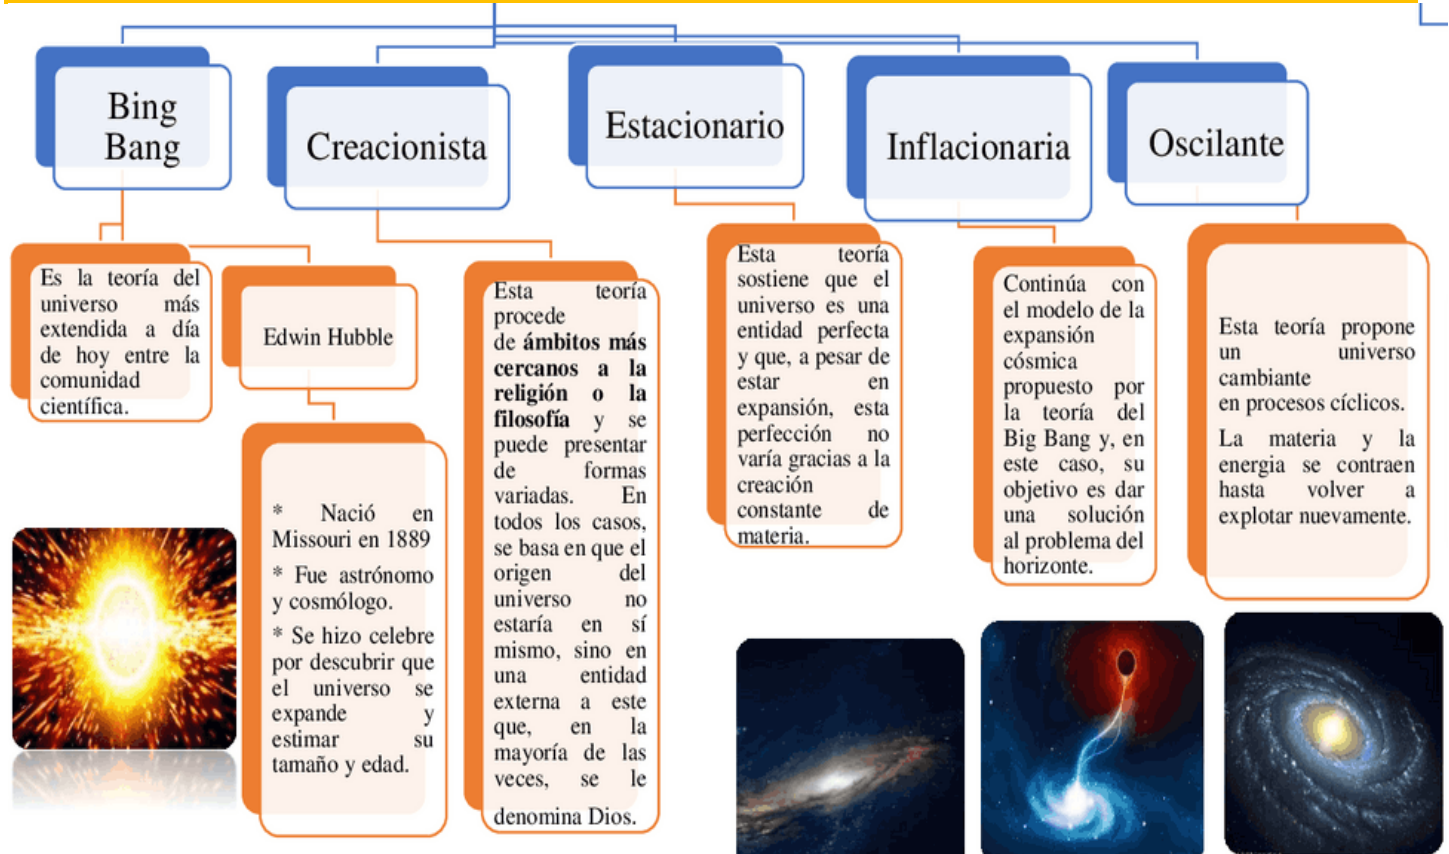 Bing
Bang
Creacionista
Estacionario
Inflacionaria
Oscilante
Es la teoría del
universo más
extendida a día
de hoy entre la
comunidad
científica.
Edwin Hubble
* Nació en
Missouri en 1889
* Fue astrónomo
y cosmólogo.
* Se hizo celebre
por descubrir que
el universo se
expande y
estimar su
tamaño y edad.
Esta teoría
procede
de ámbitos más
cercanos a la
religión o la
filosofía y se
puede presentar
de formas
variadas. En
todos los casos,
se basa en que el
origen del
universo no
estaría en sí
mismo, sino en
una entidad
externa a este
que, en la
mayoría de las
veces, se le
denomina Dios.
Esta teoría
sostiene que el
universo es una
entidad perfecta
y que, a pesar de
estar en
expansión, esta
perfección no
varía gracias a la
creación
constante de
materia.
Continúa con
el modelo de la
expansión
cósmica
propuesto por
la teoría del
Big Bang y, en
este caso, su
objetivo es dar
una solución
al problema del
horizonte.
Esta teoría propone
un universo
cambiante
en procesos cíclicos.
La materia y la
energia se contraen
hasta volver a
explotar nuevamente.